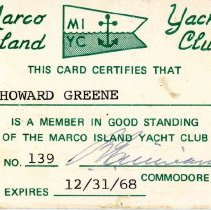 Marco MI Yacht
Island YC Club
THIS CARD CERTIFIES THAT
HOWARD GREENE
IS A MEMBER IN GOOD STANDING
OF THE MARCO ISLAND YACHT CLUB
NO. 139
COMMODORE
EXPIRES 12/31/68